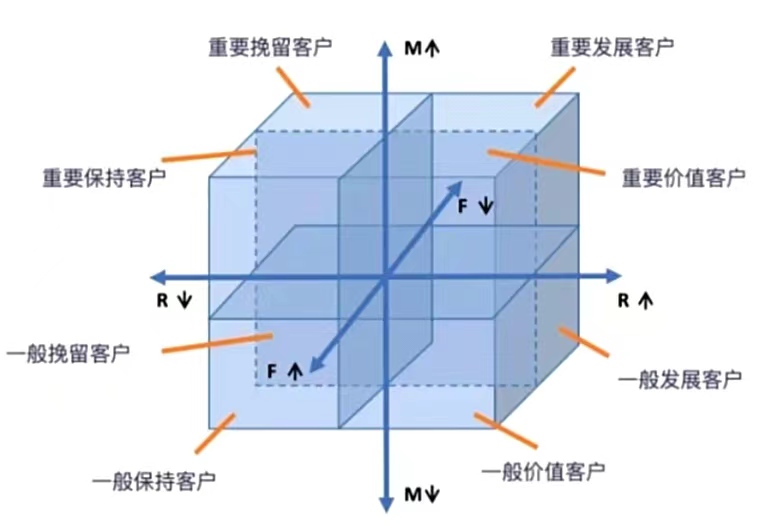 重要挽留客户
M↑
重要发展客户
重要保持客户
重要价值客户
F ↓
R ↓
R ↑
一般挽留客户
F ↑
一般发展客户
一般保持客户
一般价值客户
M↓